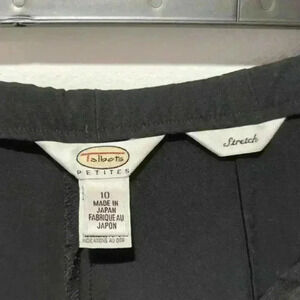 Talbots
PETITES
Stretch
10
MADE IN
JAPAN
FABRIQUE AU
JAPON